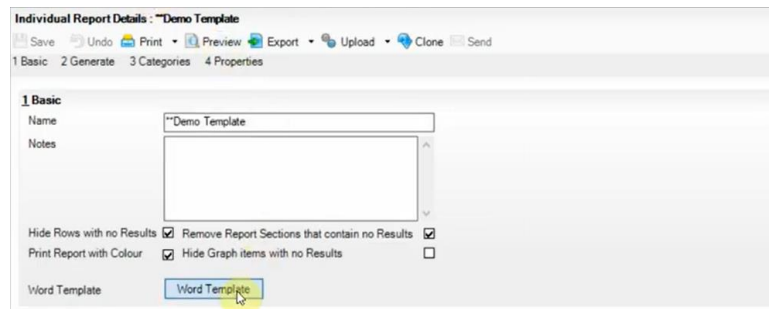 Individual Report Details : **Demo Template
Save Undo Print Preview Export Upload Clone Send
1 Basic 2 Generate 3 Categories 4 Properties
1 Basic
Name **Demo Template
Notes
Hide Rows with no Results Remove Report Sections that contain no Results
Print Report with Colour Hide Graph items with no Results
Word Template Word Template